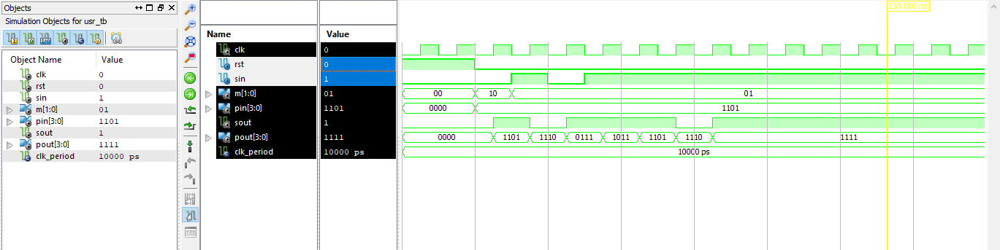 Objects
Simulation Objects for usr_tb
Object Name Value
clk 0
rst 0
sin 1
m[1:0] 01
pin[3:0] 1101
sout 1
pout[3:0] 1111
clk_period 10000 ps
133.000 ns
Name Value
clk 0
rst 0
sin 1
m[1:0] 01 00 10 01
pin[3:0] 1101 0000 1101
sout 1
pout[3:0] 1111 0000 1101 1110 0111 1011 1101 1110 1111
clk_period 10000 ps 10000 ps